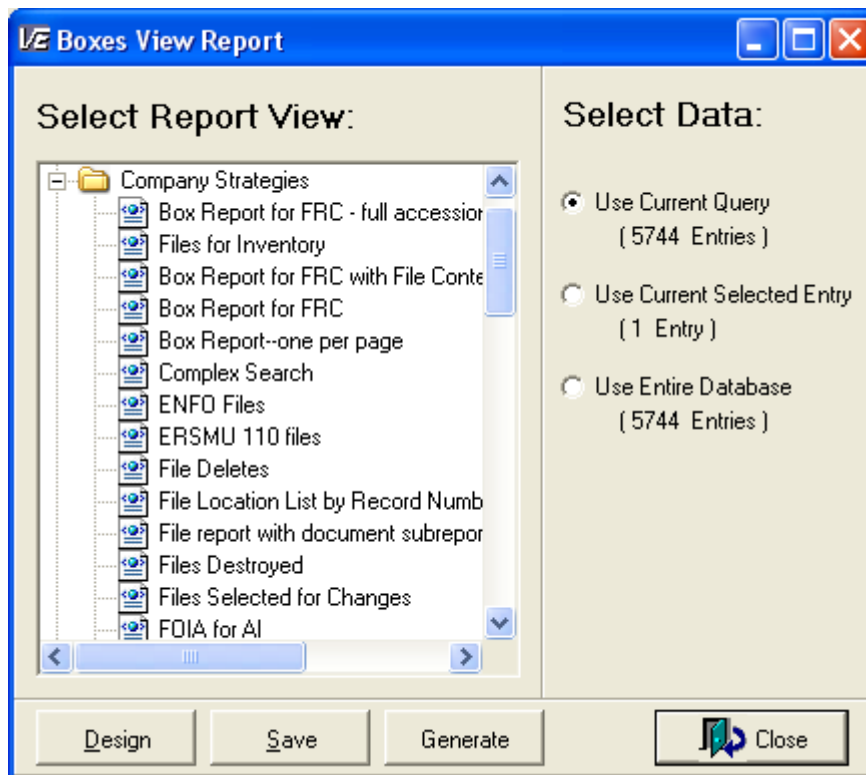 VE Boxes View Report
Select Report View:
Company Strategies
Box Report for FRC - full accession
Files for Inventory
Box Report for FRC with File Conte
Box Report for FRC
Box Report--one per page
Complex Search
ENFO Files
ERSMU 110 files
File Deletes
File Location List by Record Numb
File report with document subrepor
Files Destroyed
Files Selected for Changes
FOIA for AI
Select Data:
Use Current Query
( 5744 Entries )
Use Current Selected Entry
( 1 Entry )
Use Entire Database
( 5744 Entries )
Design Save Generate Close